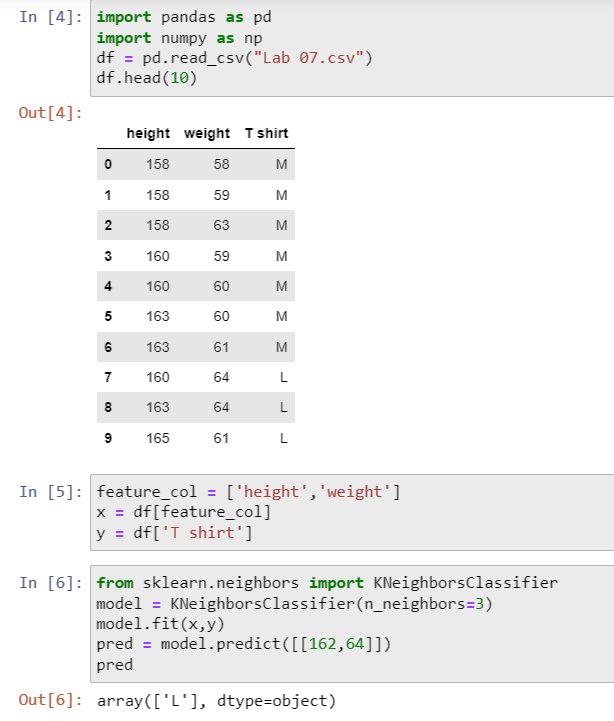 In [4]: import pandas as pd
import numpy as np
df = pd.read_csv("Lab 07.csv")
df.head(10)
Out[4]:
height weight T shirt
0 158 58 M
1 158 59 M
2 158 63 M
3 160 59 M
4 160 60 M
5 163 60 M
6 163 61 M
7 160 64 L
8 163 64 L
9 165 61 L
In [5]: feature_col = ['height','weight']
x = df[feature_col]
y = df['T shirt']
In [6]: from sklearn.neighbors import KNeighborsClassifier
model = KNeighborsClassifier(n_neighbors=3)
model.fit(x,y)
pred = model.predict([[162,64]])
pred
Out[6]: array(['L'], dtype=object)